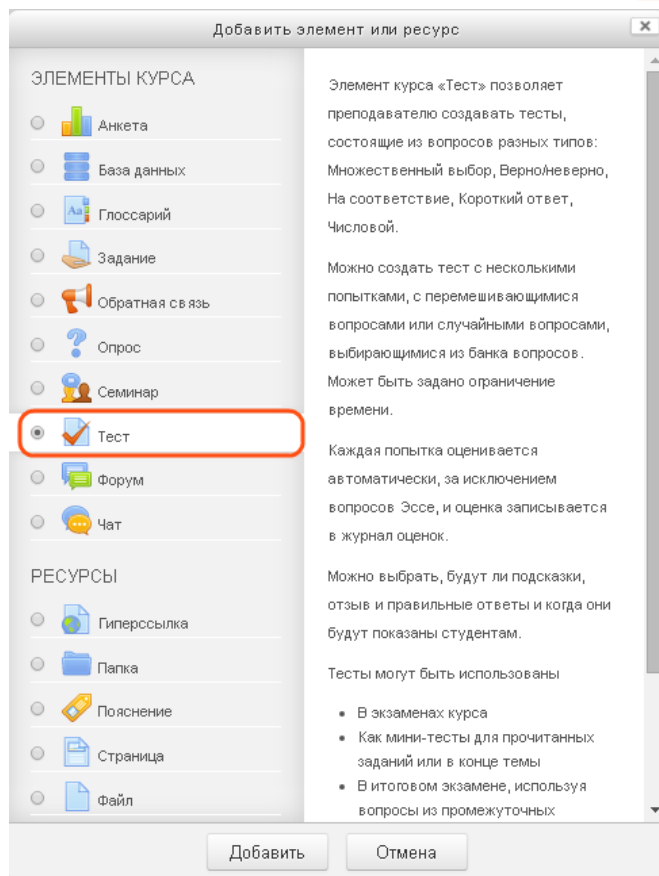 Добавить элемент или ресурс
ЭЛЕМЕНТЫ КУРСА
Анкета
База данных
Глоссарий
Задание
Обратная связь
Опрос
Семинар
Тест
Форум
Чат
РЕСУРСЫ
Гиперссылка
Папка
Пояснение
Страница
Файл
Элемент курса «Тест» позволяет
преподавателю создавать тесты,
состоящие из вопросов разных типов:
Множественный выбор, Верно/неверно,
На соответствие, Короткий ответ,
Числовой.
Можно создать тест с несколькими
попытками, с перемешивающимися
вопросами или случайными вопросами,
выбирающимися из банка вопросов.
Может быть задано ограничение
времени.
Каждая попытка оценивается
автоматически, за исключением
вопросов Эссе, и оценка записывается
в журнал оценок.
Можно выбрать, будут ли подсказки,
отзыв и правильные ответы и когда они
будут показаны студентам.
Тесты могут быть использованы
• В экзаменах курса
• Как мини-тесты для прочитанных
заданий или в конце темы
• В итоговом экзамене, используя
вопросы из промежуточных
Добавить
Отмена